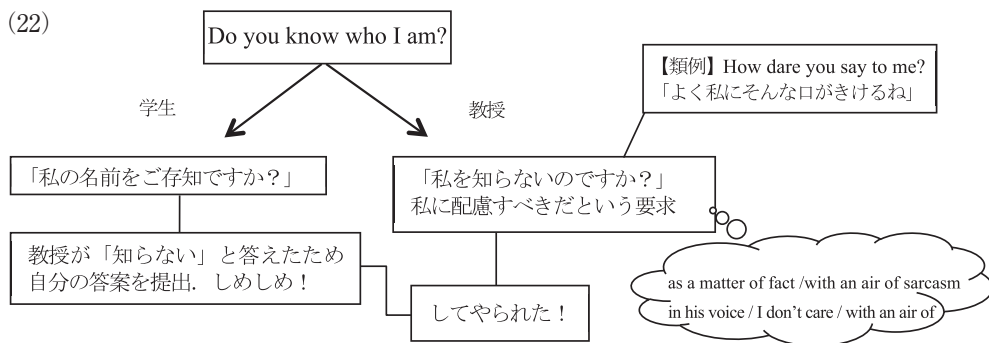 (22)
Do you know who I am?
【類例】How dare you say to me?
「よく私にそんな口がきけるね」
学生
教授
「私の名前をご存知ですか？」
「私を知らないのですか？」
私に配慮すべきだという要求
教授が「知らない」と答えたため
自分の答案を提出．しめしめ！
してやられた！
as a matter of fact /with an air of sarcasm
in his voice / I don't care / with an air of